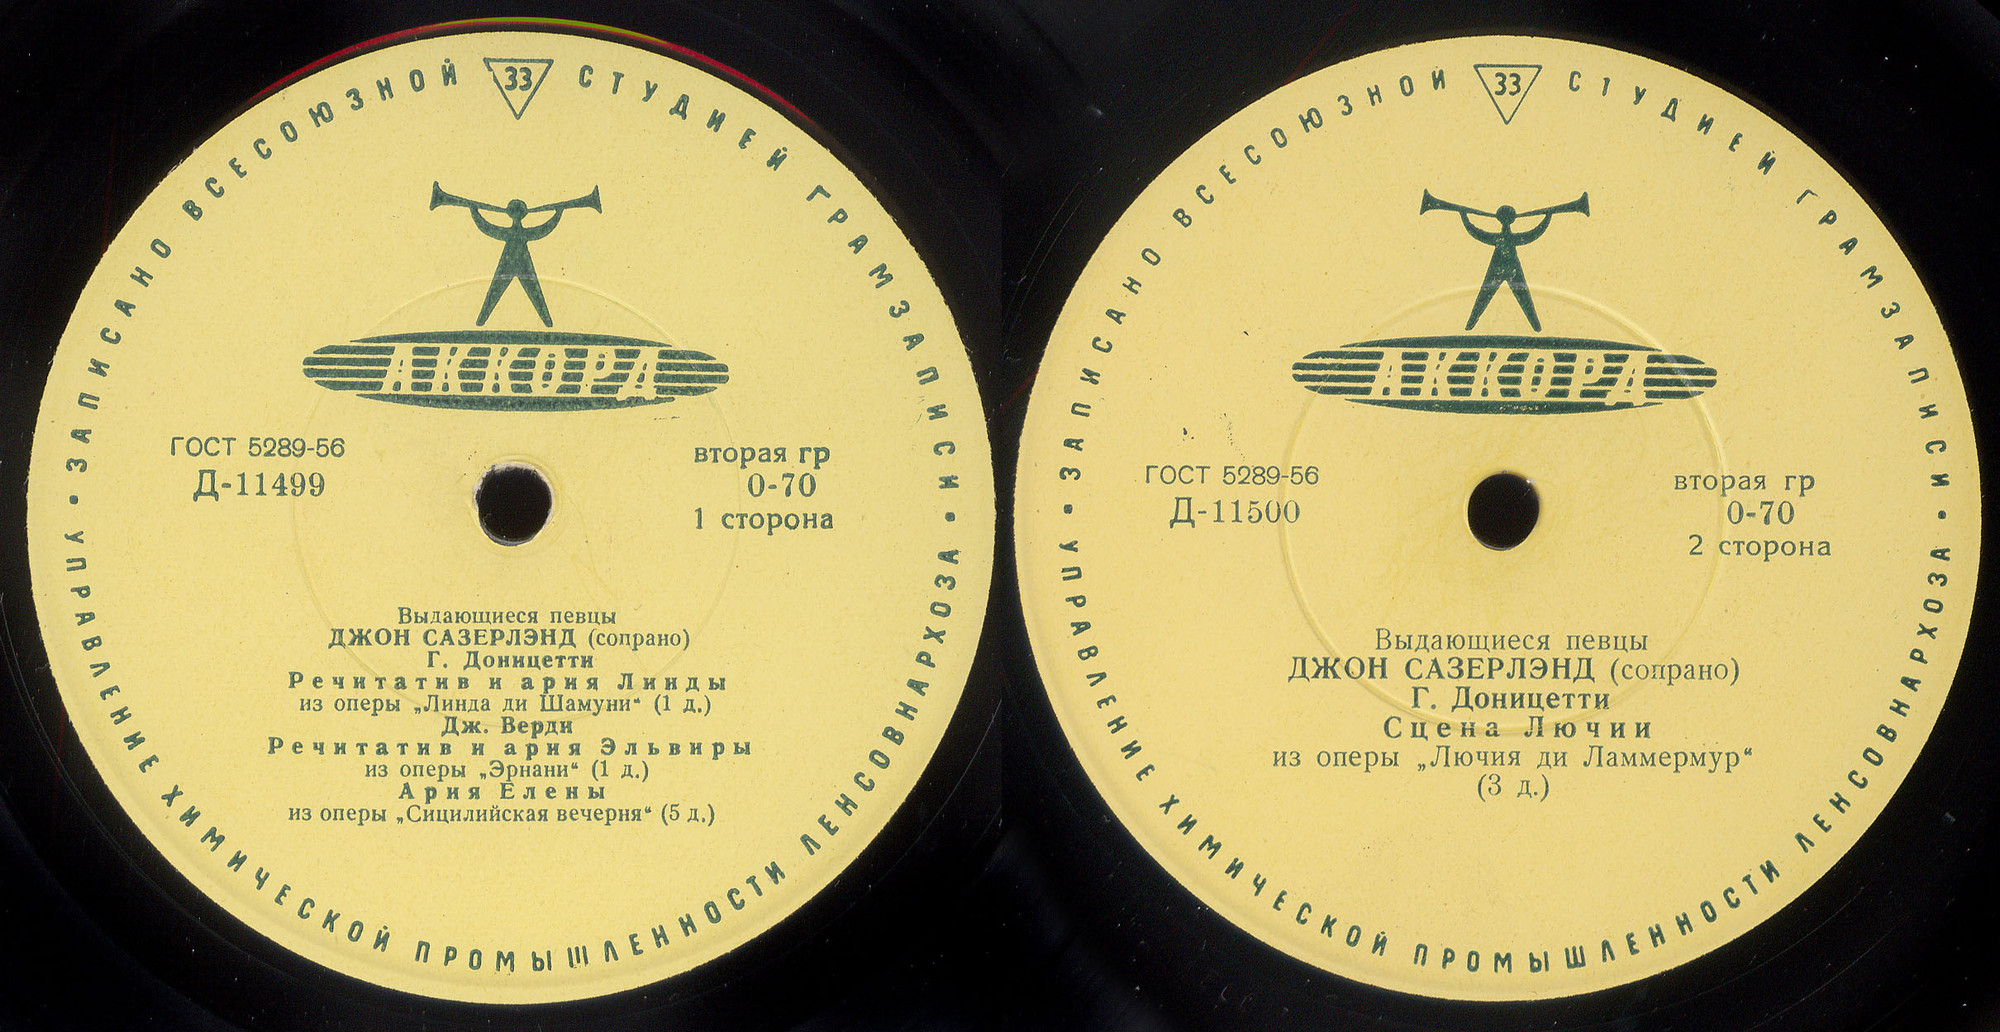 ЗАПИСАНО ВСЕСОЮЗНОЙ СТУДИЕЙ ГРАМЗАПИСИ
33
АККОРД
ГОСТ 5289-56
Д-11499
вторая гр
0-70
1 сторона
Выдающиеся певцы
ДЖОН САЗЕРЛЭНД (сопрано)
Г. Доницетти
Речитатив и ария Линды
из оперы „Линда ди Шамуни“ (1 д.)
Дж. Верди
Речитатив и ария Эльвиры
из оперы „Эрнани“ (1 д.)
Ария Елены
из оперы „Сицилийская вечерня“ (5 д.)
УПРАВЛЕНИЕ ХИМИЧЕСКОЙ ПРОМЫШЛЕННОСТИ ЛЕНСОВНАРХОЗА
ЗАПИСАНО ВСЕСОЮЗНОЙ СТУДИЕЙ ГРАМЗАПИСИ
33
АККОРД
ГОСТ 5289-56
Д-11500
вторая гр
0-70
2 сторона
Выдающиеся певцы
ДЖОН САЗЕРЛЭНД (сопрано)
Г. Доницетти
Сцена Лючии
из оперы „Лючия ди Ламмермур“
(3 д.)
УПРАВЛЕНИЕ ХИМИЧЕСКОЙ ПРОМЫШЛЕННОСТИ ЛЕНСОВНАРХОЗА